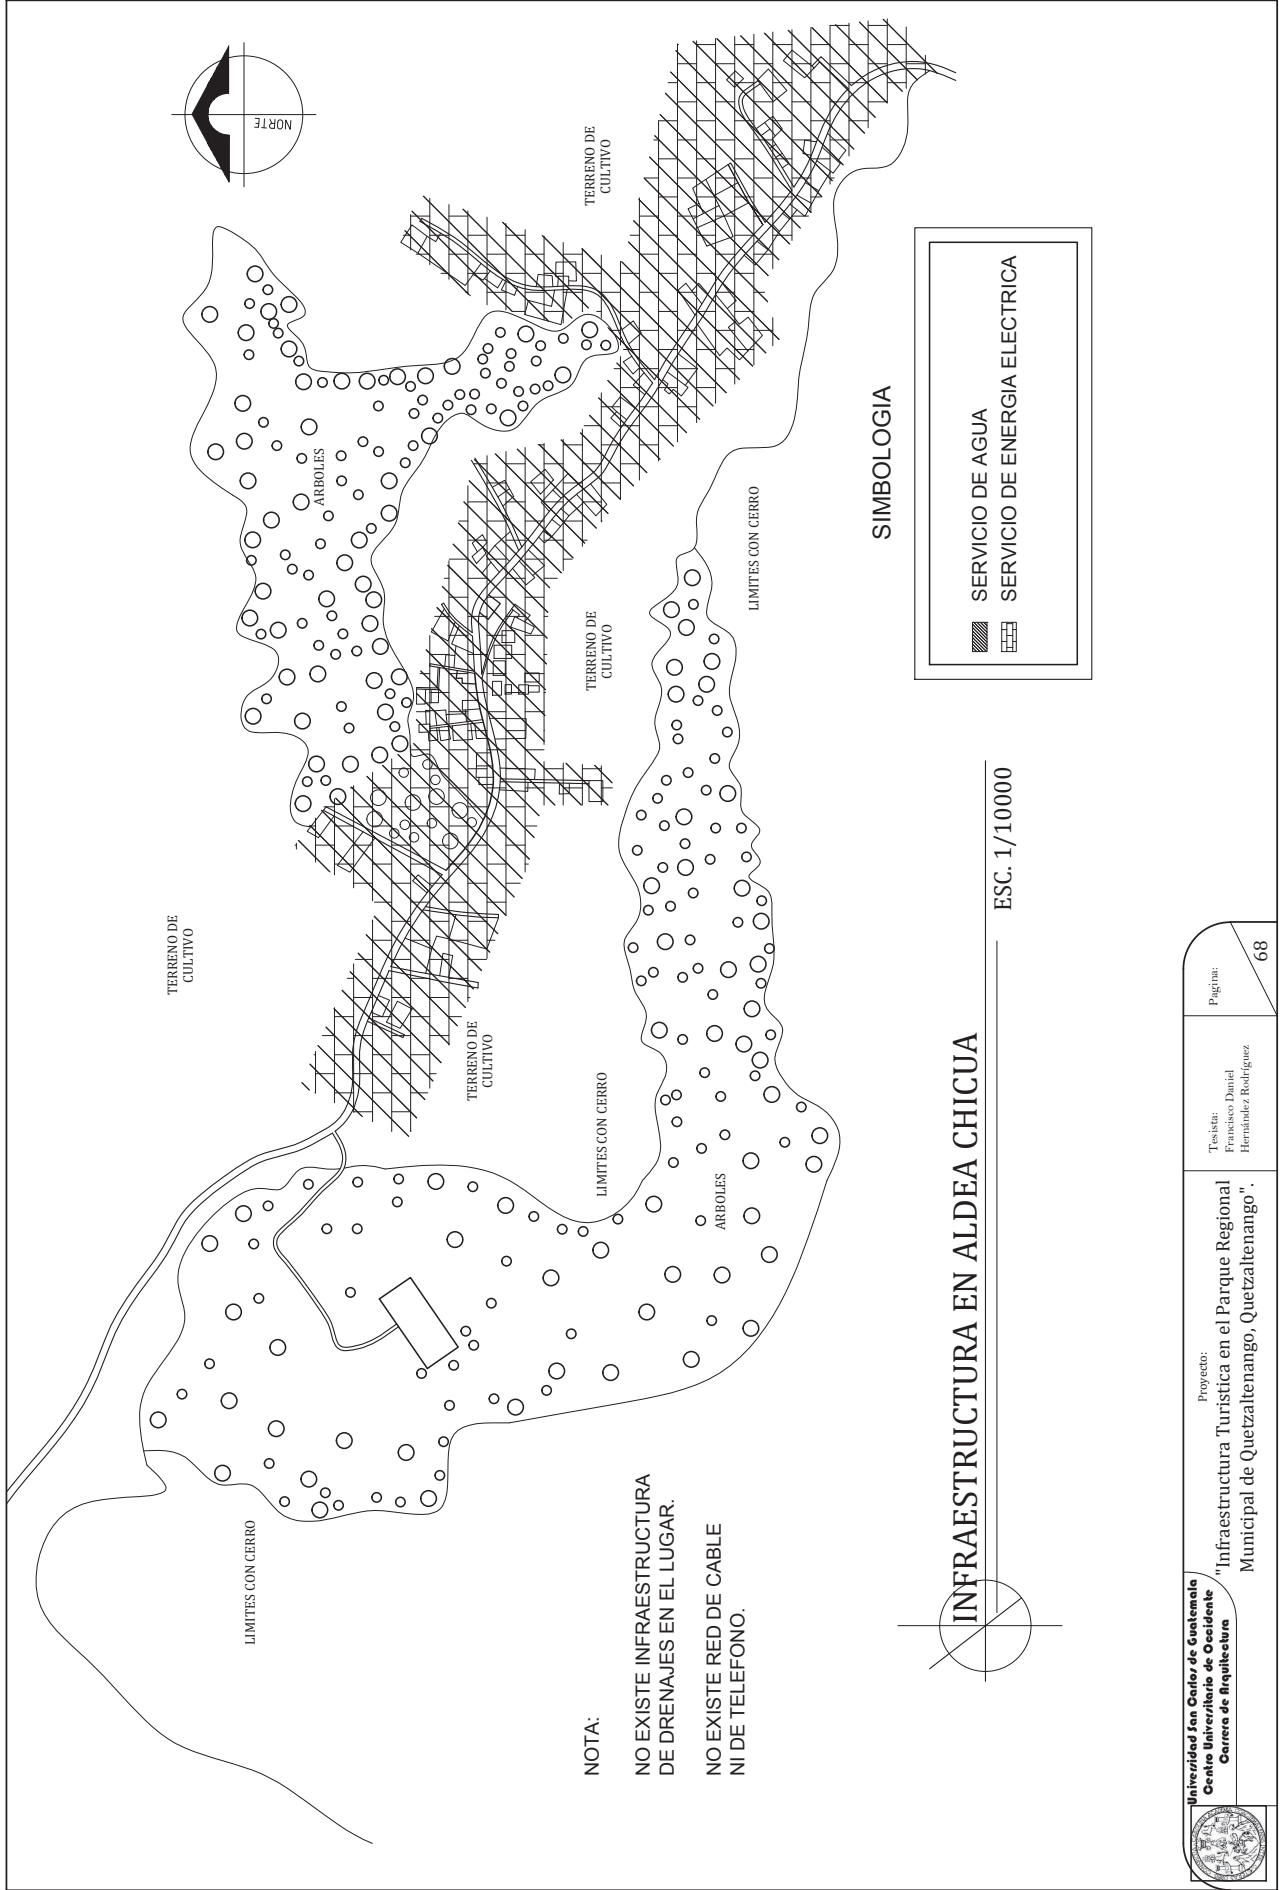 NORTE
TERRENO DE
CULTIVO
ARBOLES
TERRENO DE
CULTIVO
TERRENO DE
CULTIVO
TERRENO DE
CULTIVO
LIMITES CON CERRO
LIMITES CON CERRO
LIMITES CON CERRO
ARBOLES
SIMBOLOGIA
SERVICIO DE AGUA
SERVICIO DE ENERGIA ELECTRICA
NOTA:
NO EXISTE INFRAESTRUCTURA
DE DRENAJES EN EL LUGAR.
NO EXISTE RED DE CABLE
NI DE TELEFONO.
INFRAESTRUCTURA EN ALDEA CHICUA
ESC. 1/10000
Universidad San Carlos de Guatemala
Centro Universitario de Occidente
Carrera de Arquitectura
Proyecto:
"Infraestructura Turistica en el Parque Regional
Municipal de Quetzaltenango, Quetzaltenango".
Tesista:
Francisco Daniel
Hernández Rodríguez
Pagina:
68